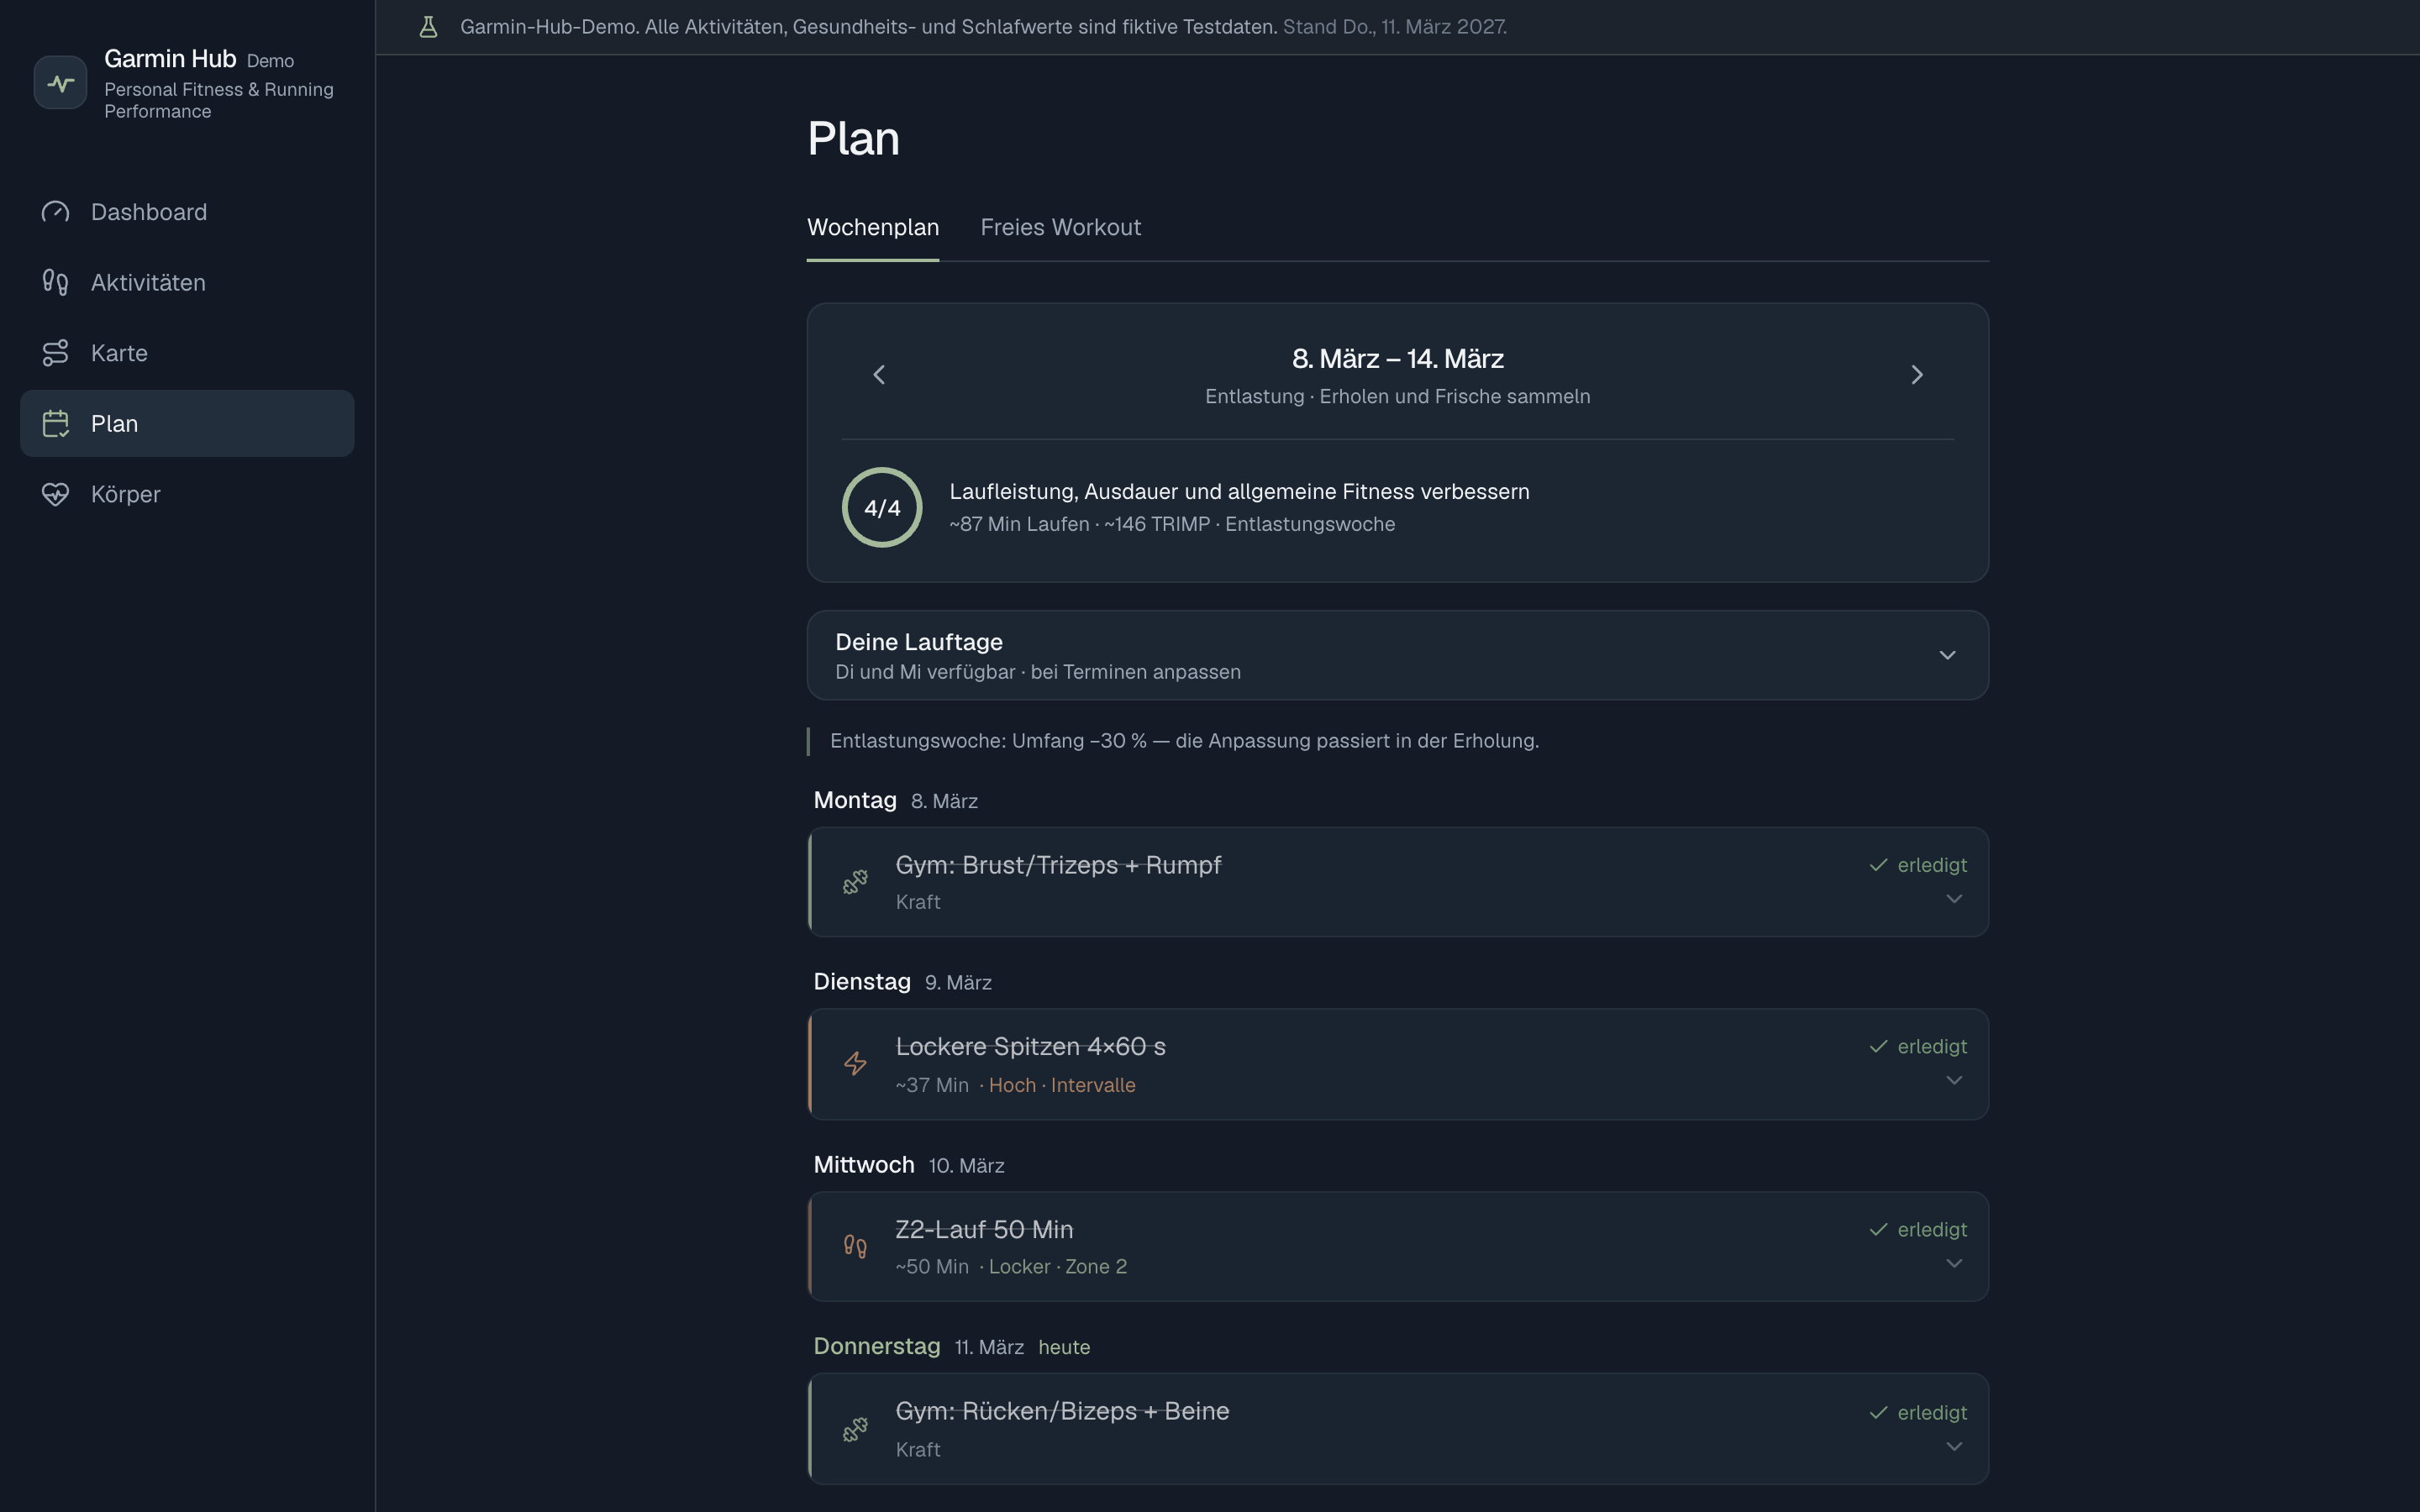 Garmin-Hub-Demo. Alle Aktivitäten, Gesundheits- und Schlafwerte sind fiktive Testdaten. Stand Do., 11. März 2027.
Garmin Hub Demo
Personal Fitness & Running
Performance
Dashboard
Aktivitäten
Karte
Plan
Körper
Plan
Wochenplan
Freies Workout
8. März – 14. März
Entlastung · Erholen und Frische sammeln
4/4
Laufleistung, Ausdauer und allgemeine Fitness verbessern
~87 Min Laufen · ~146 TRIMP · Entlastungswoche
Deine Lauftage
Di und Mi verfügbar · bei Terminen anpassen
Entlastungswoche: Umfang −30 % — die Anpassung passiert in der Erholung.
Montag 8. März
Gym: Brust/Trizeps + Rumpf
erledigt
Kraft
Dienstag 9. März
Lockere Spitzen 4×60 s
erledigt
~37 Min · Hoch · Intervalle
Mittwoch 10. März
Z2-Lauf 50 Min
erledigt
~50 Min · Locker · Zone 2
Donnerstag 11. März heute
Gym: Rücken/Bizeps + Beine
erledigt
Kraft